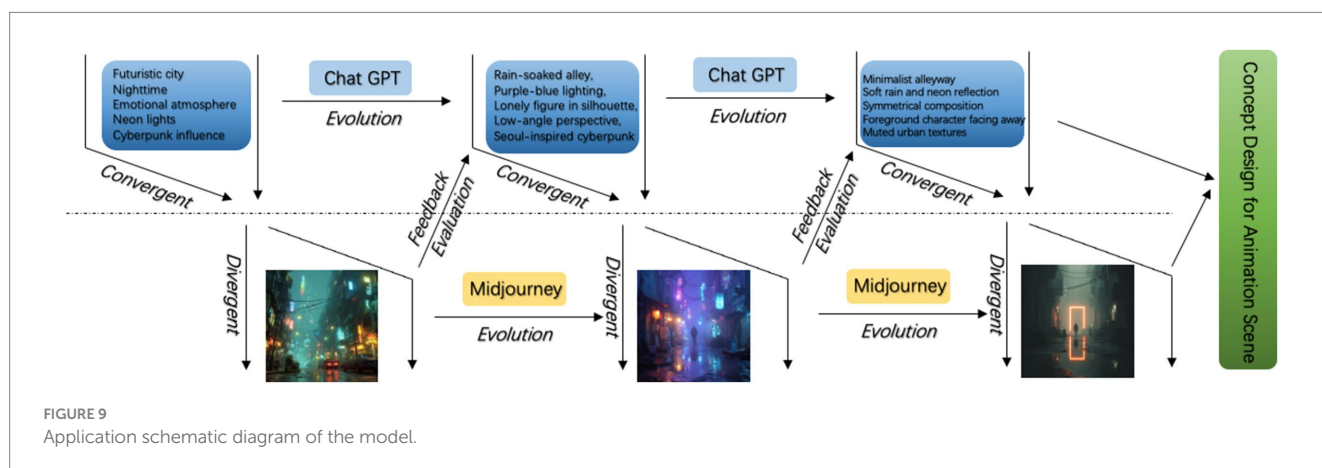 Futuristic city
Nighttime
Emotional atmosphere
Neon lights
Cyberpunk influence
Chat GPT
Evolution
Rain-soaked alley,
Purple-blue lighting,
Lonely figure in silhouette,
Low-angle perspective,
Seoul-inspired cyberpunk
Chat GPT
Evolution
Minimalist alleyway
Soft rain and neon reflection
Symmetrical composition
Foreground character facing away
Muted urban textures
Concept Design for Animation Scene
Convergent
Feedback
Evaluation
Convergent
Feedback
Evaluation
Convergent
Divergent
Midjourney
Evolution
Divergent
Midjourney
Evolution
Divergent
FIGURE 9
Application schematic diagram of the model.